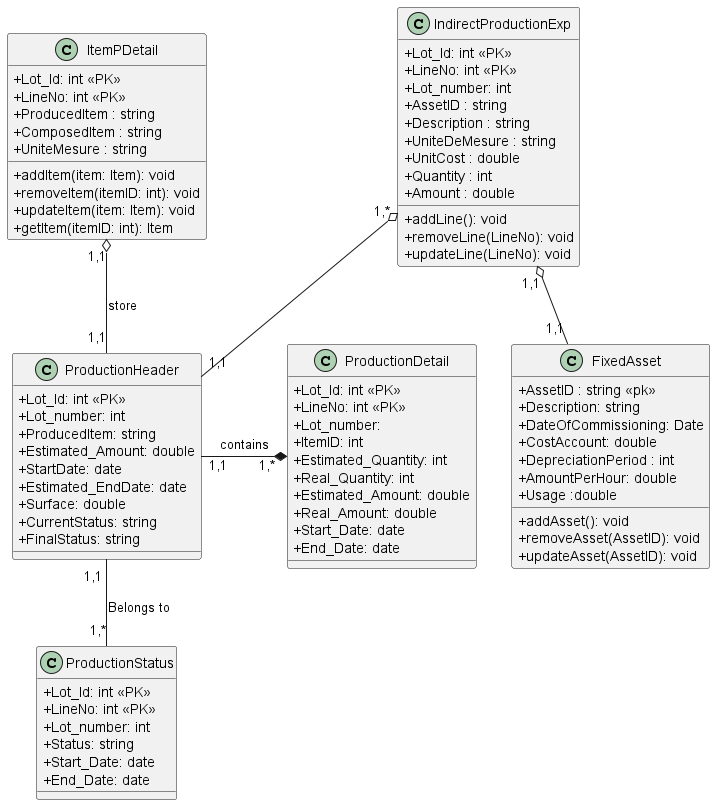 C ItemPDetail
+Lot_Id: int «PK»
+LineNo: int «PK»
+ProducedItem : string
+ComposedItem : string
+UniteMesure : string
+addItem(item: Item): void
+removeItem(itemID: int): void
+updateItem(item: Item): void
+getItem(itemID: int): Item
C IndirectProductionExp
+Lot_Id: int «PK»
+LineNo: int «PK»
+Lot_number: int
+AssetID : string
+Description : string
+UniteDeMesure : string
+UnitCost : double
+Quantity : int
+Amount : double
+addLine(): void
+removeLine(LineNo): void
+updateLine(LineNo): void
1,*
1,1
1,1
store
1,1
1,1
1,1
C ProductionHeader
+Lot_Id: int «PK»
+Lot_number: int
+ProducedItem: string
+Estimated_Amount: double
+StartDate: date
+Estimated_EndDate: date
+Surface: double
+CurrentStatus: string
+FinalStatus: string
contains
1,1
1,*
C ProductionDetail
+Lot_Id: int «PK»
+LineNo: int «PK»
+Lot_number:
+ItemID: int
+Estimated_Quantity: int
+Real_Quantity: int
+Estimated_Amount: double
+Real_Amount: double
+Start_Date: date
+End_Date: date
C FixedAsset
+AssetID : string «pk»
+Description: string
+DateOfCommissioning: Date
+CostAccount: double
+DepreciationPeriod : int
+AmountPerHour: double
+Usage :double
+addAsset(): void
+removeAsset(AssetID): void
+updateAsset(AssetID): void
1,1
Belongs to
1,*
C ProductionStatus
+Lot_Id: int «PK»
+LineNo: int «PK»
+Lot_number: int
+Status: string
+Start_Date: date
+End_Date: date